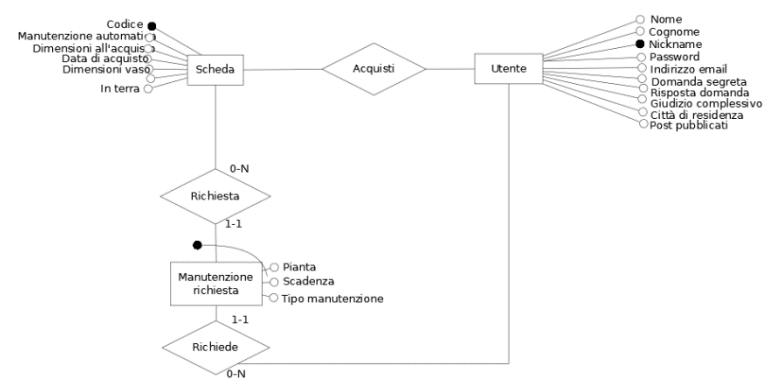 Codice
Manutenzione automati
Dimensioni all'acquis
Data di acquisto
Dimensioni vaso
In terra
Scheda
Acquisti
Utente
Nome
Cognome
Nickname
Password
Indirizzo email
Domanda segreta
Risposta domanda
Giudizio complessivo
Città di residenza
Post pubblicati
0-N
Richiesta
1-1
Manutenzione
richiesta
Pianta
Scadenza
Tipo manutenzione
1-1
Richiede
0-N